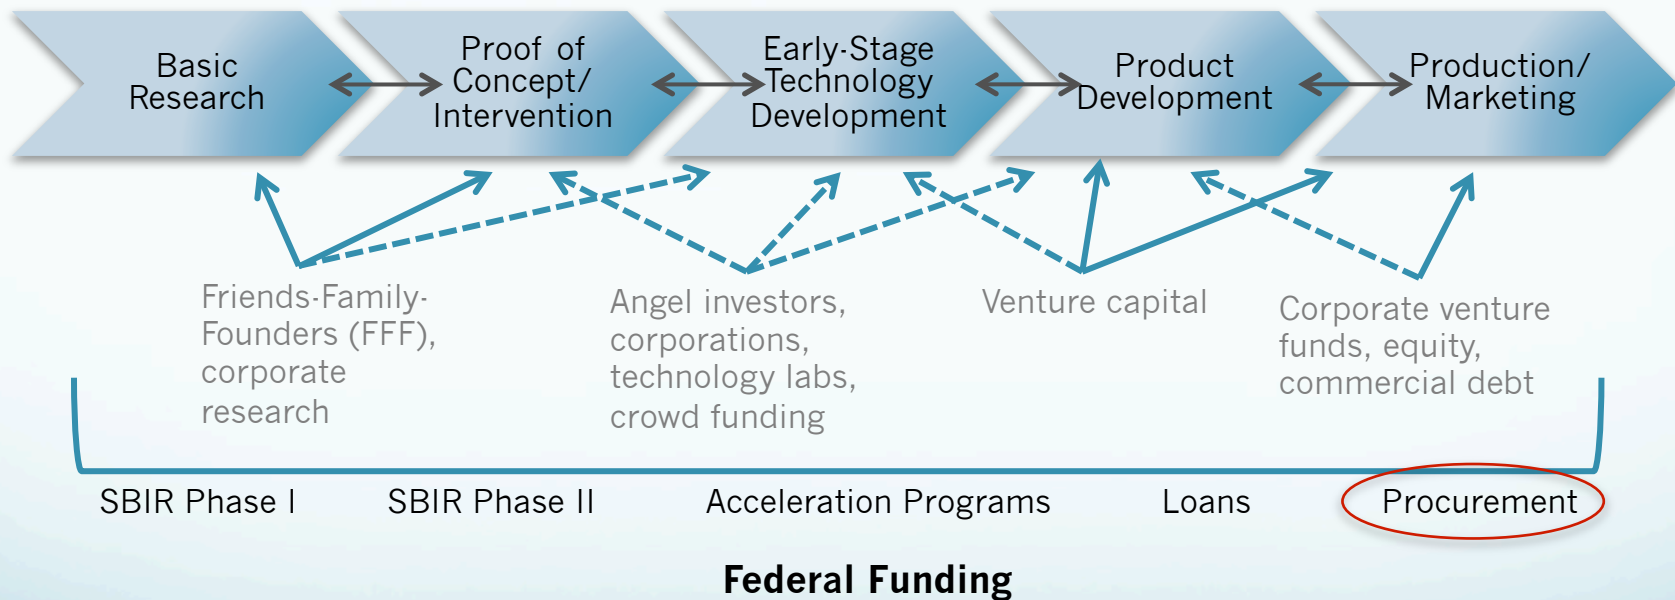 Basic
Research
Proof of
Concept/
Intervention
Early-Stage
Technology
Development
Product
Development
Production/
Marketing
Friends-Family-
Founders (FFF),
corporate
research
Angel investors,
corporations,
technology labs,
crowd funding
Venture capital
Corporate venture
funds, equity,
commercial debt
SBIR Phase I
SBIR Phase II
Acceleration Programs
Loans
Procurement
Federal Funding